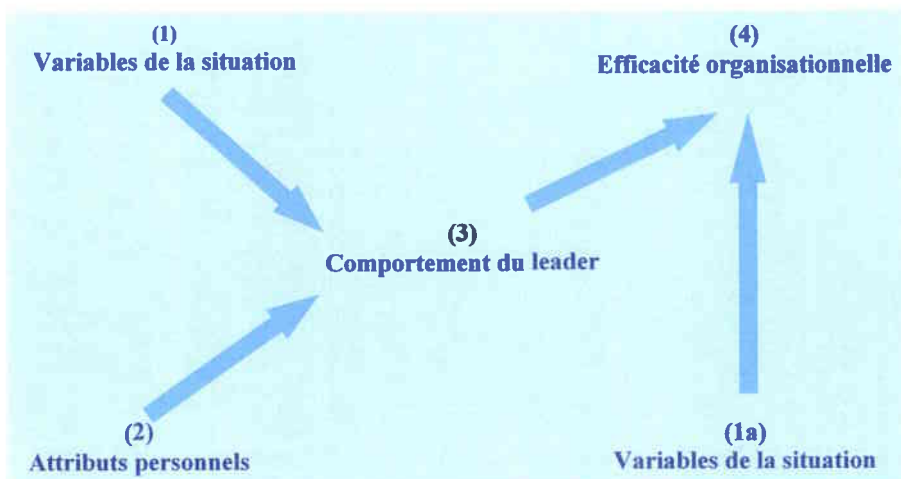 (1)
Variables de la situation
(4)
Efficacité organisationnelle
(3)
Comportement du leader
(2)
Attributs personnels
(1a)
Variables de la situation